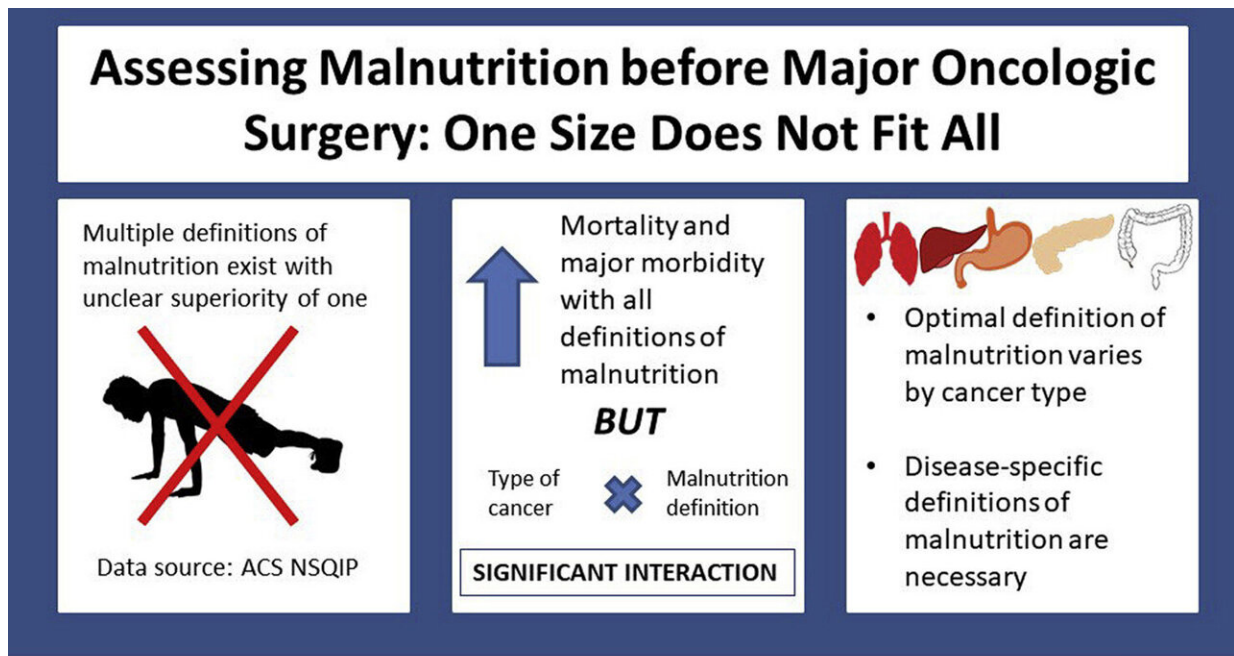 Assessing Malnutrition before Major Oncologic
Surgery: One Size Does Not Fit All
Multiple definitions of
malnutrition exist with
unclear superiority of one
Data source: ACS NSQIP
Mortality and
major morbidity
with all
definitions of
malnutrition
BUT
Type of
cancer
Malnutrition
definition
SIGNIFICANT INTERACTION
• Optimal definition of
malnutrition varies
by cancer type
• Disease-specific
definitions of
malnutrition are
necessary